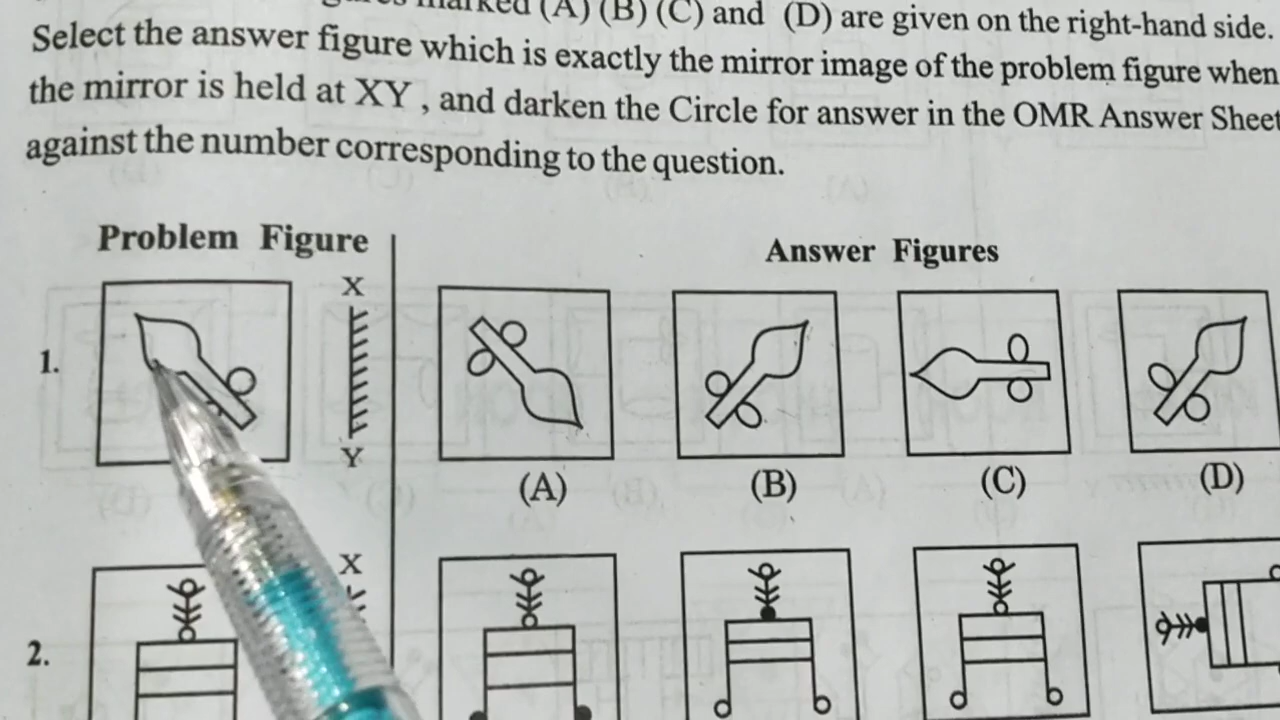 marked (A) (B) (C) and (D) are given on the right-hand side.
Select the answer figure which is exactly the mirror image of the problem figure when
the mirror is held at XY , and darken the Circle for answer in the OMR Answer Sheet
against the number corresponding to the question.
Problem Figure
Answer Figures
X
1.
Y
(A)
(B)
(C)
(D)
X
2.